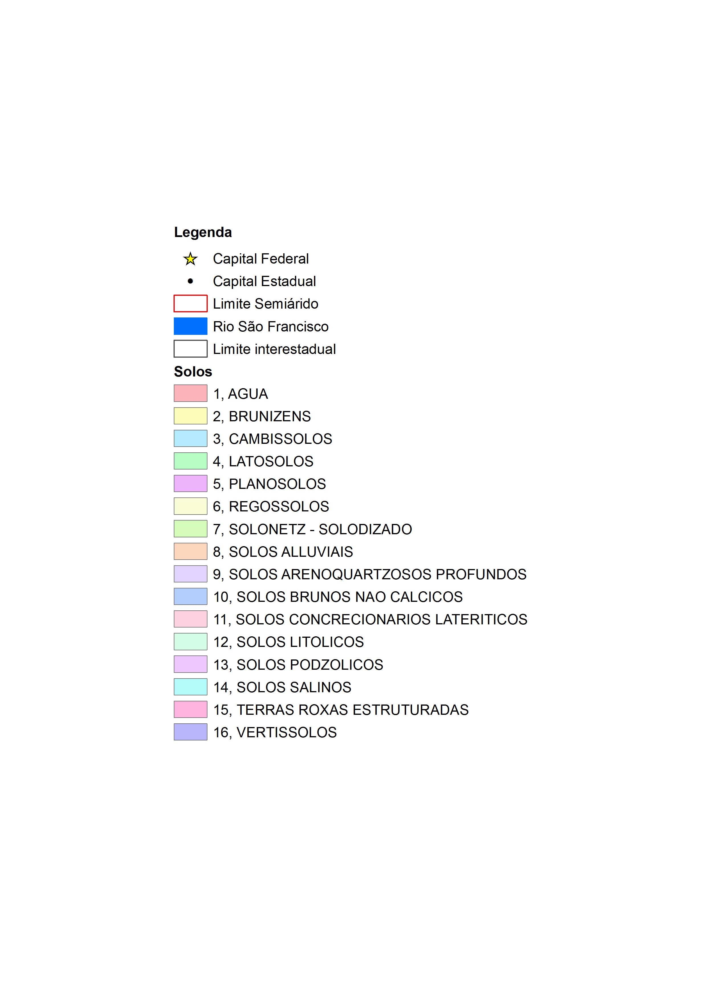 Legenda
Capital Federal
Capital Estadual
Limite Semiárido
Rio São Francisco
Limite interestadual
Solos
1, AGUA
2, BRUNIZENS
3, CAMBISSOLOS
4, LATOSOLOS
5, PLANOSOLOS
6, REGOSSOLOS
7, SOLONETZ - SOLODIZADO
8, SOLOS ALLUVIAIS
9, SOLOS ARENOQUARTZOSOS PROFUNDOS
10, SOLOS BRUNOS NAO CALCICOS
11, SOLOS CONCRECIONARIOS LATERITICOS
12, SOLOS LITOLICOS
13, SOLOS PODZOLICOS
14, SOLOS SALINOS
15, TERRAS ROXAS ESTRUTURADAS
16, VERTISSOLOS